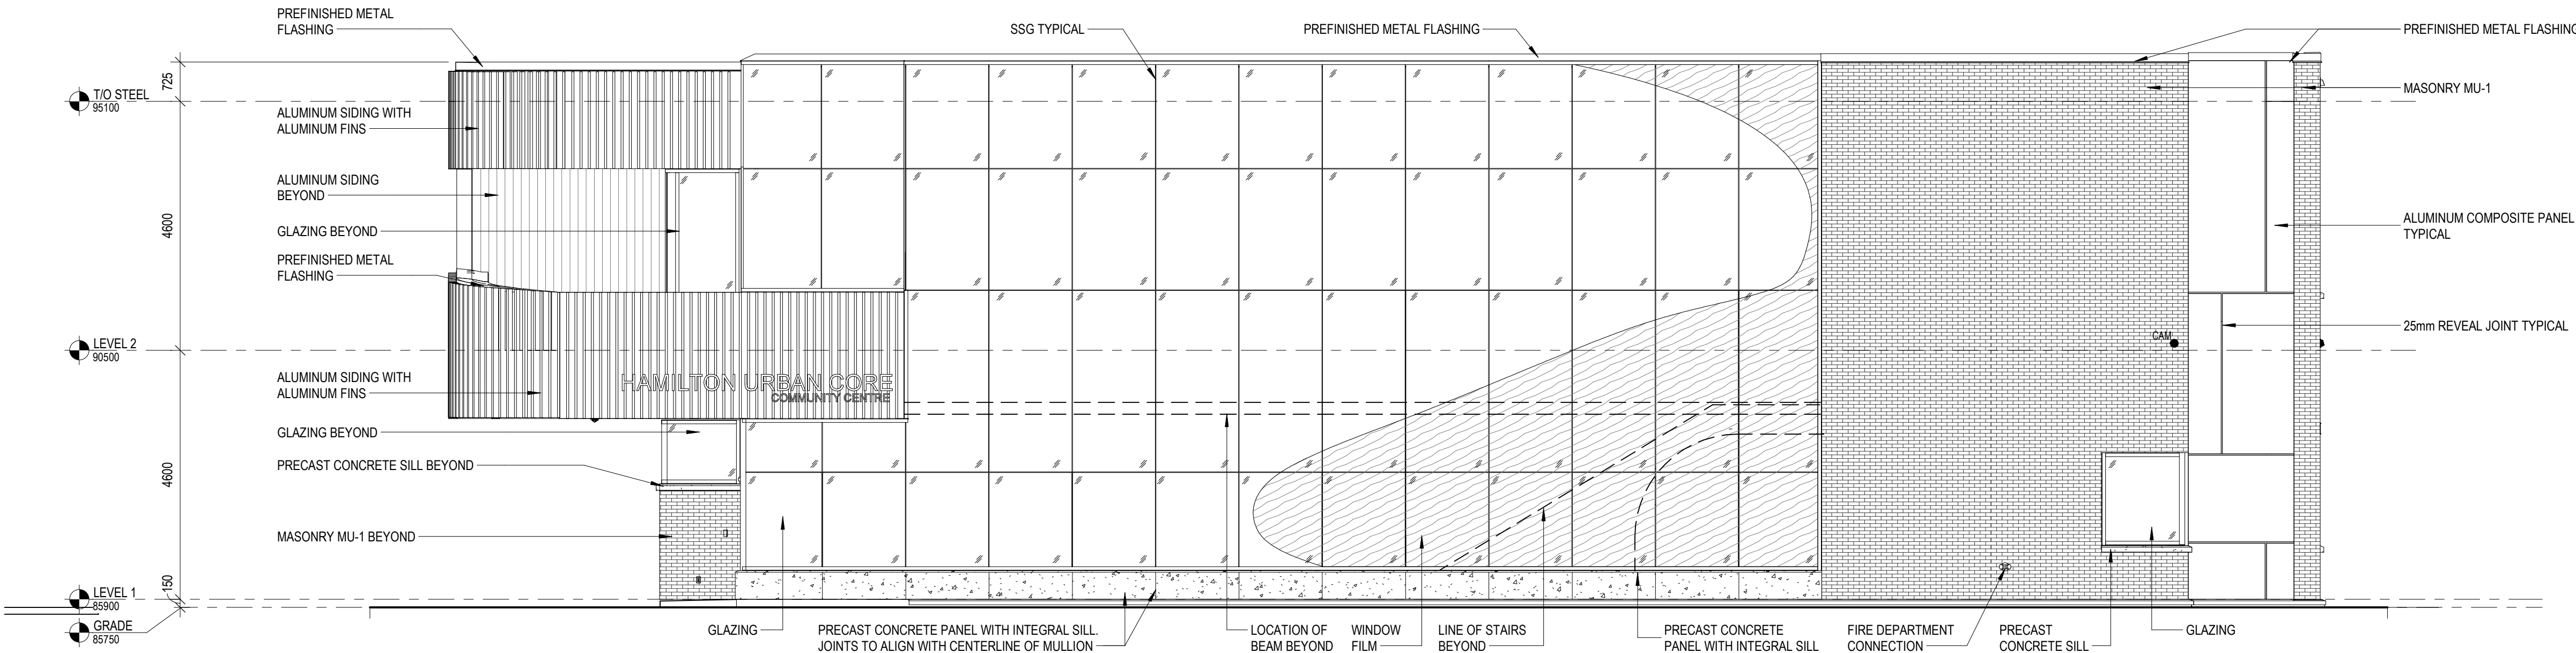 PREFINISHED METAL
FLASHING
SSG TYPICAL
PREFINISHED METAL FLASHING
PREFINISHED METAL FLASHING
725
T/O STEEL
95100
MASONRY MU-1
ALUMINUM SIDING WITH
ALUMINUM FINS
ALUMINUM SIDING
BEYOND
4600
GLAZING BEYOND
ALUMINUM COMPOSITE PANEL
TYPICAL
PREFINISHED METAL
FLASHING
25mm REVEAL JOINT TYPICAL
CAM
LEVEL 2
90500
ALUMINUM SIDING WITH
ALUMINUM FINS
HAMILTON URBAN CORE
COMMUNITY CENTRE
GLAZING BEYOND
PRECAST CONCRETE SILL BEYOND
4600
MASONRY MU-1 BEYOND
150
LEVEL 1
85900
GRADE
85750
GLAZING
PRECAST CONCRETE PANEL WITH INTEGRAL SILL.
JOINTS TO ALIGN WITH CENTERLINE OF MULLION
LOCATION OF
BEAM BEYOND
WINDOW
FILM
LINE OF STAIRS
BEYOND
PRECAST CONCRETE
PANEL WITH INTEGRAL SILL
FIRE DEPARTMENT
CONNECTION
PRECAST
CONCRETE SILL
GLAZING